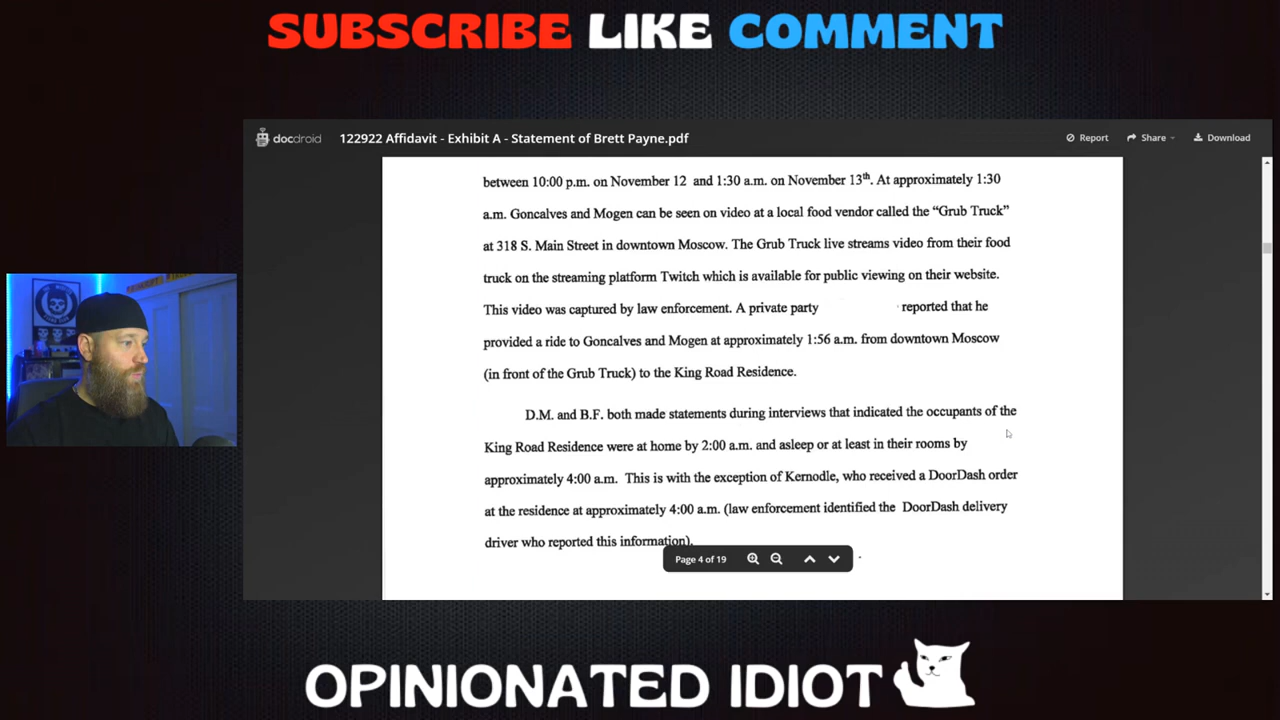 SUBSCRIBE LIKE COMMENT
docdroid
122922 Affidavit - Exhibit A - Statement of Brett Payne.pdf
Report
Share
Download
between 10:00 p.m. on November 12 and 1:30 a.m. on November 13th. At approximately 1:30
a.m. Goncalves and Mogen can be seen on video at a local food vendor called the “Grub Truck”
at 318 S. Main Street in downtown Moscow. The Grub Truck live streams video from their food
truck on the streaming platform Twitch which is available for public viewing on their website.
This video was captured by law enforcement. A private party reported that he
provided a ride to Goncalves and Mogen at approximately 1:56 a.m. from downtown Moscow
(in front of the Grub Truck) to the King Road Residence.
D.M. and B.F. both made statements during interviews that indicated the occupants of the
King Road Residence were at home by 2:00 a.m. and asleep or at least in their rooms by
approximately 4:00 a.m. This is with the exception of Kernodle, who received a DoorDash order
at the residence at approximately 4:00 a.m. (law enforcement identified the DoorDash delivery
driver who reported this information).
Page 4 of 19
OPINIONATED IDIOT